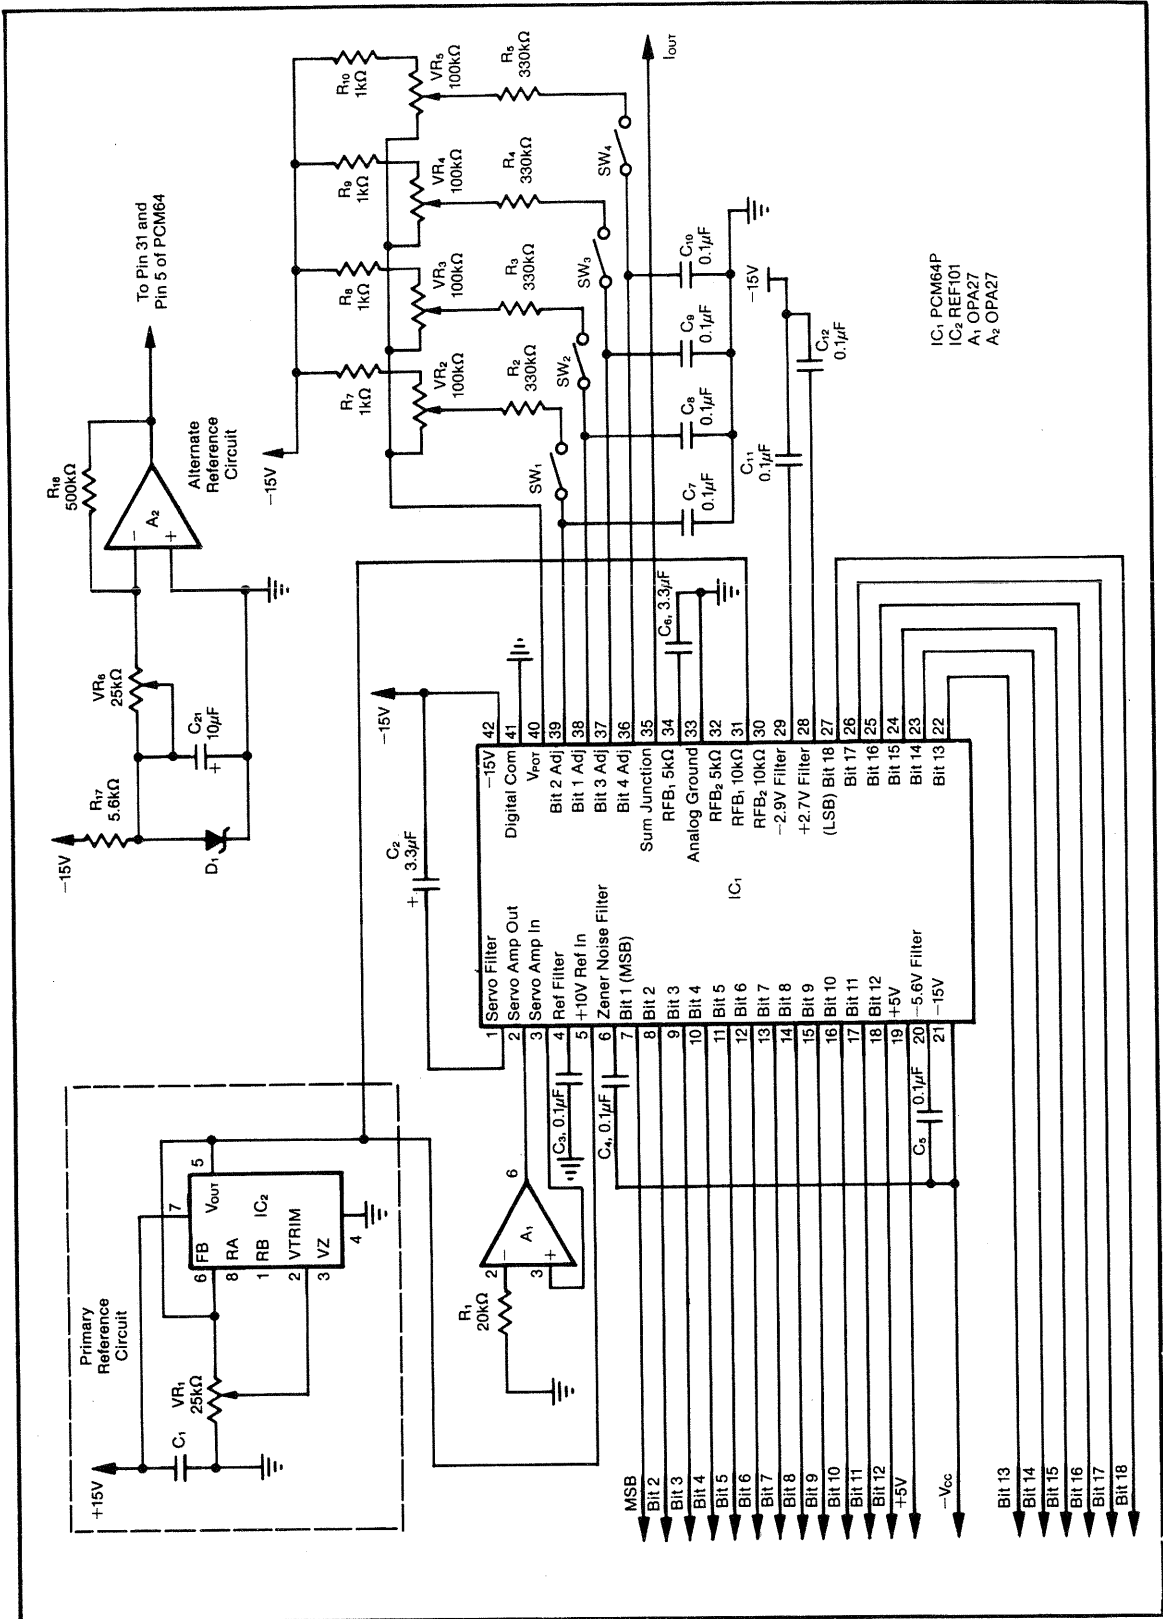 Primary
Reference
Circuit
+15V
C₁
VR₁
25kΩ
6
8
1
2
3
FB
RA
RB
VTRIM
VZ
IC₂
VOUT
7
5
4
R₁
20kΩ
2
3
−
+
A₁
6
−15V
R₁₇
5.6kΩ
D₁
VR₆
25kΩ
C₂₁
10μF
+
R₁₈
500kΩ
−
+
A₂
Alternate
Reference
Circuit
To Pin 31 and
Pin 5 of PCM64
−15V
R₇
1kΩ
R₈
1kΩ
R₉
1kΩ
R₁₀
1kΩ
VR₂
100kΩ
VR₃
100kΩ
VR₄
100kΩ
VR₅
100kΩ
R₂
330kΩ
R₃
330kΩ
R₄
330kΩ
R₅
330kΩ
SW₁
SW₂
SW₃
SW₄
IOUT
C₇
0.1μF
C₈
0.1μF
C₉
0.1μF
C₁₀
0.1μF
C₁₁
0.1μF
C₁₂
0.1μF
−15V
C₂
3.3μF
+
−15V
C₆, 3.3μF
C₃, 0.1μF
C₄, 0.1μF
C₅
0.1μF
IC₁
1 Servo Filter
2 Servo Amp Out
3 Servo Amp In
4 Ref Filter
5 +10V Ref In
6 Zener Noise Filter
7 Bit 1 (MSB)
8 Bit 2
9 Bit 3
10 Bit 4
11 Bit 5
12 Bit 6
13 Bit 7
14 Bit 8
15 Bit 9
16 Bit 10
17 Bit 11
18 Bit 12
19 +5V
20 −5.6V Filter
21 −15V
−15V 42
Digital Com 41
VPOT 40
Bit 2 Adj 39
Bit 1 Adj 38
Bit 3 Adj 37
Bit 4 Adj 36
Sum Junction 35
RFB₁ 5kΩ 34
Analog Ground 33
RFB₂ 5kΩ 32
RFB₁ 10kΩ 31
RFB₂ 10kΩ 30
−2.9V Filter 29
+2.7V Filter 28
(LSB) Bit 18 27
Bit 17 26
Bit 16 25
Bit 15 24
Bit 14 23
Bit 13 22
MSB
Bit 2
Bit 3
Bit 4
Bit 5
Bit 6
Bit 7
Bit 8
Bit 9
Bit 10
Bit 11
Bit 12
+5V
−VCC
Bit 13
Bit 14
Bit 15
Bit 16
Bit 17
Bit 18
IC₁ PCM64P
IC₂ REF101
A₁ OPA27
A₂ OPA27